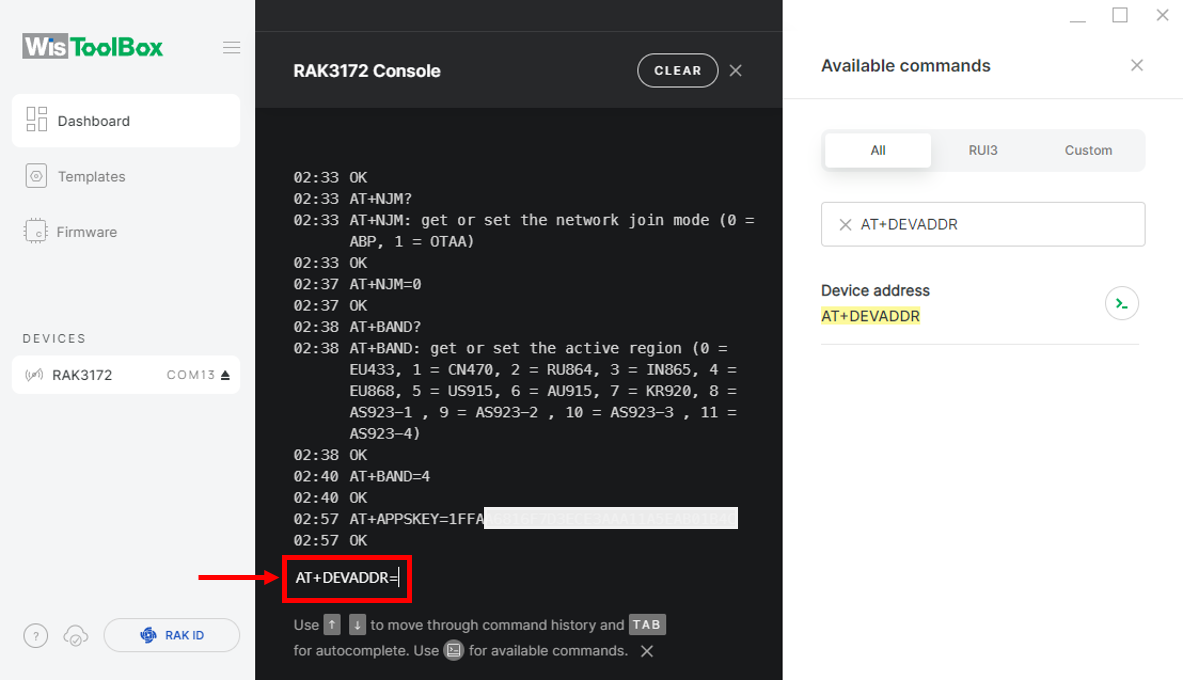 WisToolBox
Dashboard
Templates
Firmware
DEVICES
RAK3172 COM13
?
RAK ID
RAK3172 Console
CLEAR
02:33 OK
02:33 AT+NJM?
02:33 AT+NJM: get or set the network join mode (0 =
ABP, 1 = OTAA)
02:33 OK
02:37 AT+NJM=0
02:37 OK
02:38 AT+BAND?
02:38 AT+BAND: get or set the active region (0 =
EU433, 1 = CN470, 2 = RU864, 3 = IN865, 4 =
EU868, 5 = US915, 6 = AU915, 7 = KR920, 8 =
AS923-1 , 9 = AS923-2 , 10 = AS923-3 , 11 =
AS923-4)
02:38 OK
02:40 AT+BAND=4
02:40 OK
02:57 AT+APPSKEY=1FFA
02:57 OK
AT+DEVADDR=
Use ↑ ↓ to move through command history and TAB
for autocomplete. Use for available commands.
Available commands
All RUI3 Custom
AT+DEVADDR
Device address
AT+DEVADDR